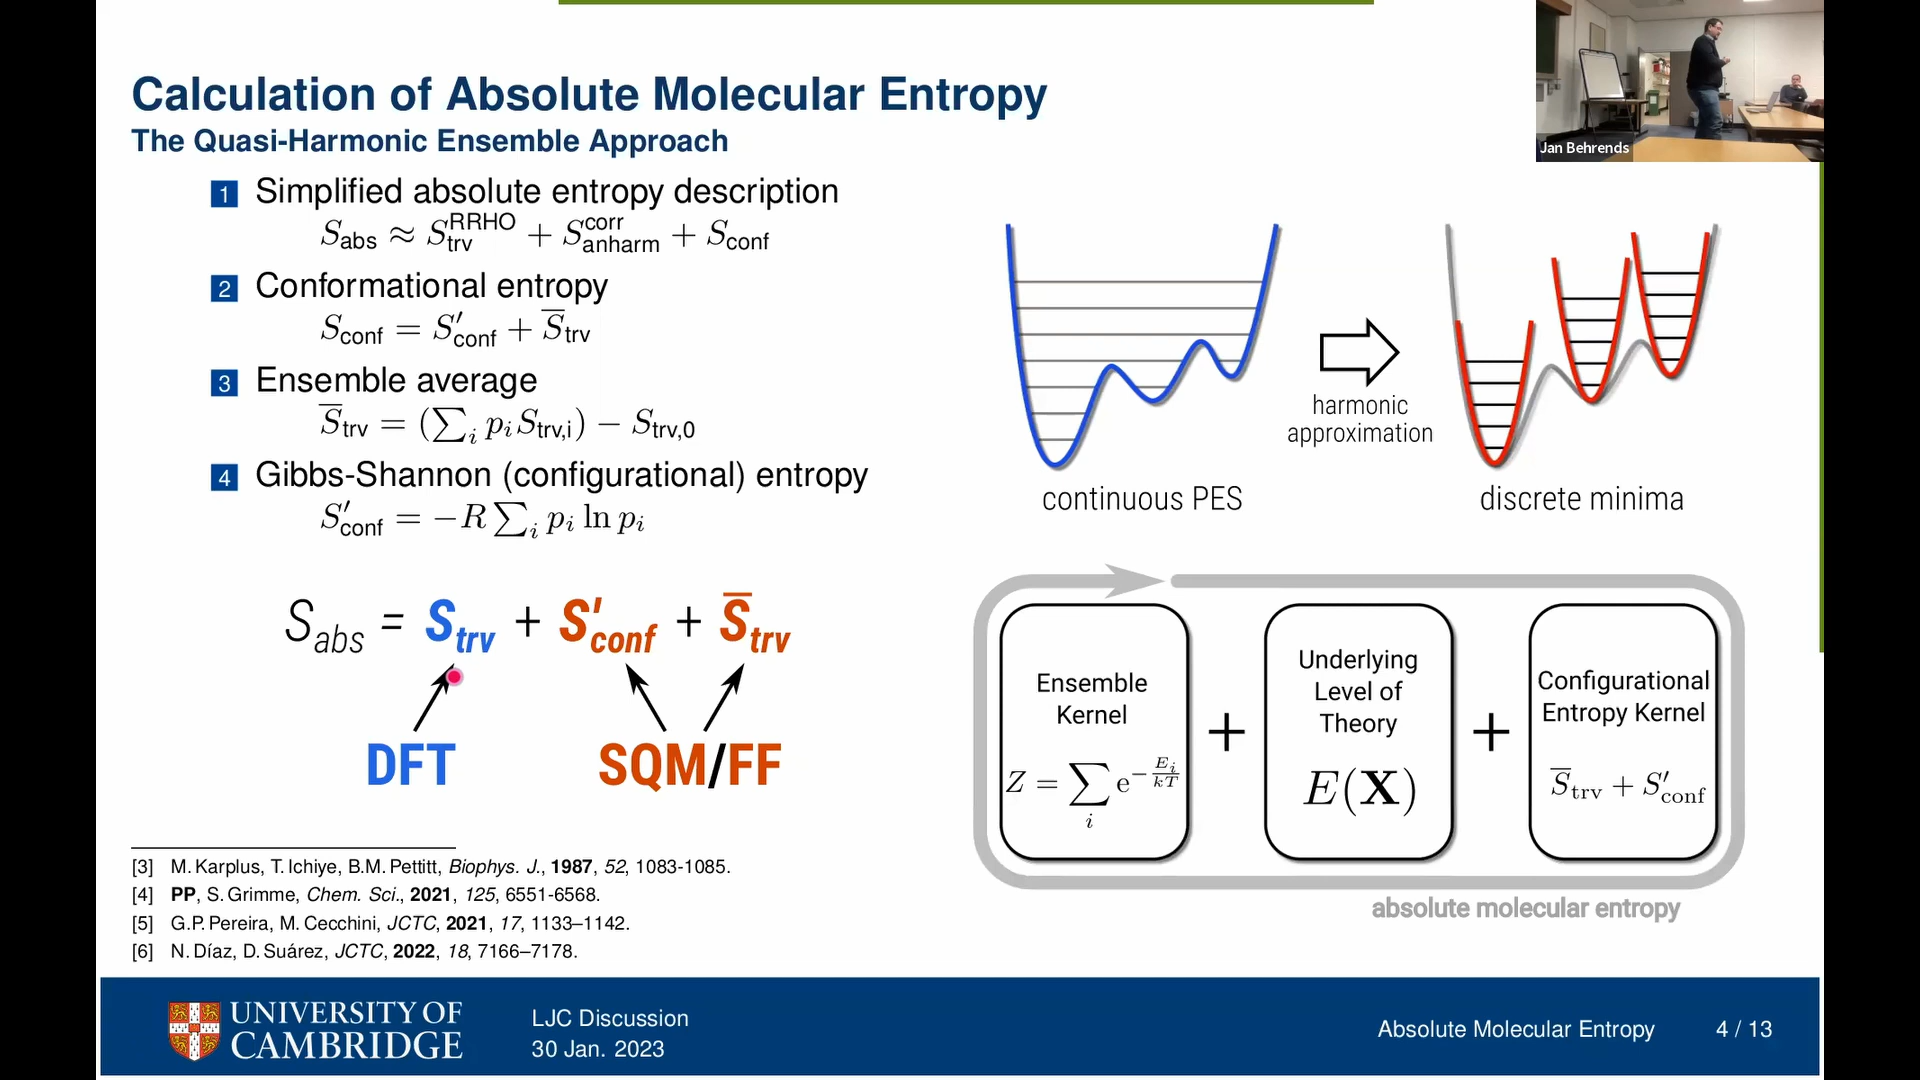 Calculation of Absolute Molecular Entropy
The Quasi-Harmonic Ensemble Approach
1 Simplified absolute entropy description
S_abs ≈ S_trv^RRHO + S_anharm^corr + S_conf
2 Conformational entropy
S_conf = S′_conf + S̅_trv
3 Ensemble average
S̅_trv = (∑_i p_i S_trv,i) − S_trv,0
4 Gibbs-Shannon (configurational) entropy
S′_conf = −R ∑_i p_i ln p_i
S_abs = S_trv + S′_conf + S̅_trv
DFT
SQM/FF
[3] M. Karplus, T. Ichiye, B.M. Pettitt, Biophys. J., 1987, 52, 1083-1085.
[4] PP, S. Grimme, Chem. Sci., 2021, 125, 6551-6568.
[5] G.P. Pereira, M. Cecchini, JCTC, 2021, 17, 1133–1142.
[6] N. Díaz, D. Suárez, JCTC, 2022, 18, 7166–7178.
Jan Behrends
harmonic
approximation
continuous PES
discrete minima
Ensemble
Kernel
Z = ∑_i e^(−E_i/kT)
+
Underlying
Level of
Theory
E(X)
+
Configurational
Entropy Kernel
S̅_trv + S′_conf
absolute molecular entropy
UNIVERSITY OF
CAMBRIDGE
LJC Discussion
30 Jan. 2023
Absolute Molecular Entropy 4 / 13